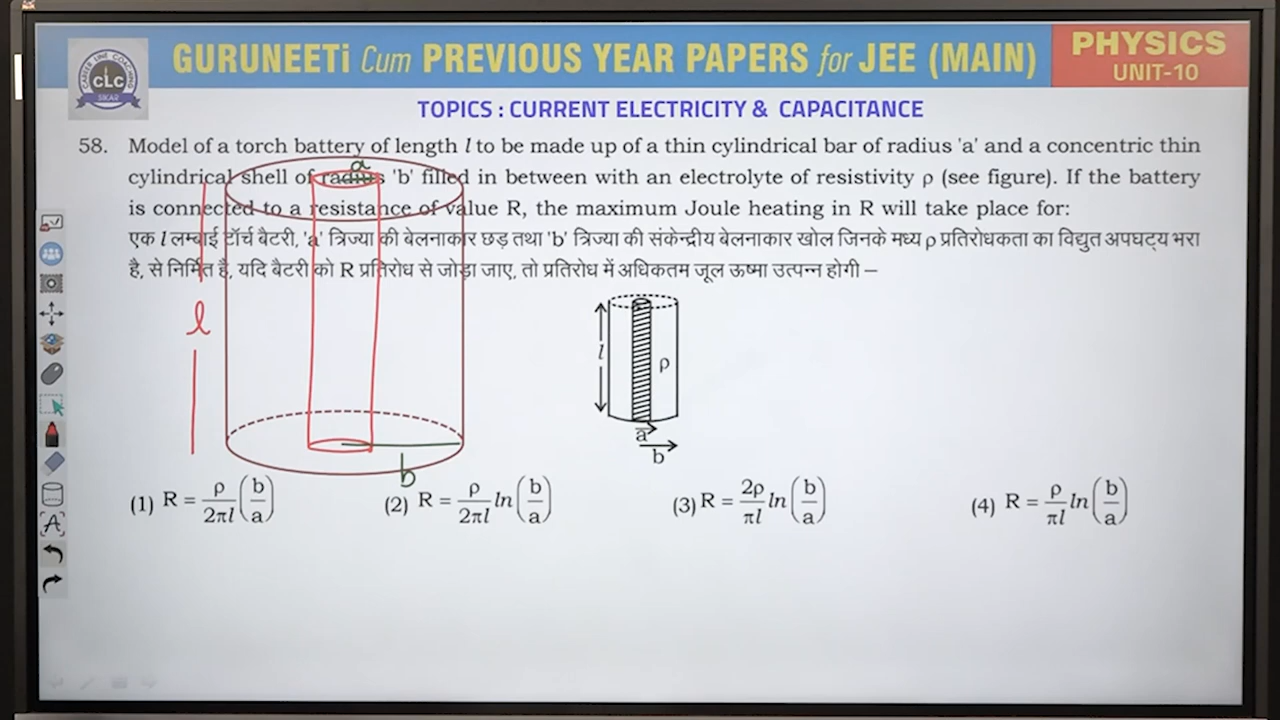 GURUNEETi Cum PREVIOUS YEAR PAPERS for JEE (MAIN)
PHYSICS
UNIT-10
CAREER LINE COACHING
CLC
SIKAR
TOPICS : CURRENT ELECTRICITY & CAPACITANCE
58. Model of a torch battery of length l to be made up of a thin cylindrical bar of radius 'a' and a concentric thin
cylindrical shell of radius 'b' filled in between with an electrolyte of resistivity ρ (see figure). If the battery
is connected to a resistance of value R, the maximum Joule heating in R will take place for:
एक l लम्बाई टॉर्च बैटरी, 'a' त्रिज्या की बेलनाकार छड़ तथा 'b' त्रिज्या की संकेन्द्रीय बेलनाकार खोल जिनके मध्य ρ प्रतिरोधकता का विद्युत अपघट्य भरा
है, से निर्मित है, यदि बैटरी को R प्रतिरोध से जोड़ा जाए, तो प्रतिरोध में अधिकतम जूल ऊष्मा उत्पन्न होगी –
a
l
b
l
ρ
a
b
(1) R = ρ/2πl (b/a) (2) R = ρ/2πl ln (b/a) (3) R = 2ρ/πl ln (b/a) (4) R = ρ/πl ln (b/a)